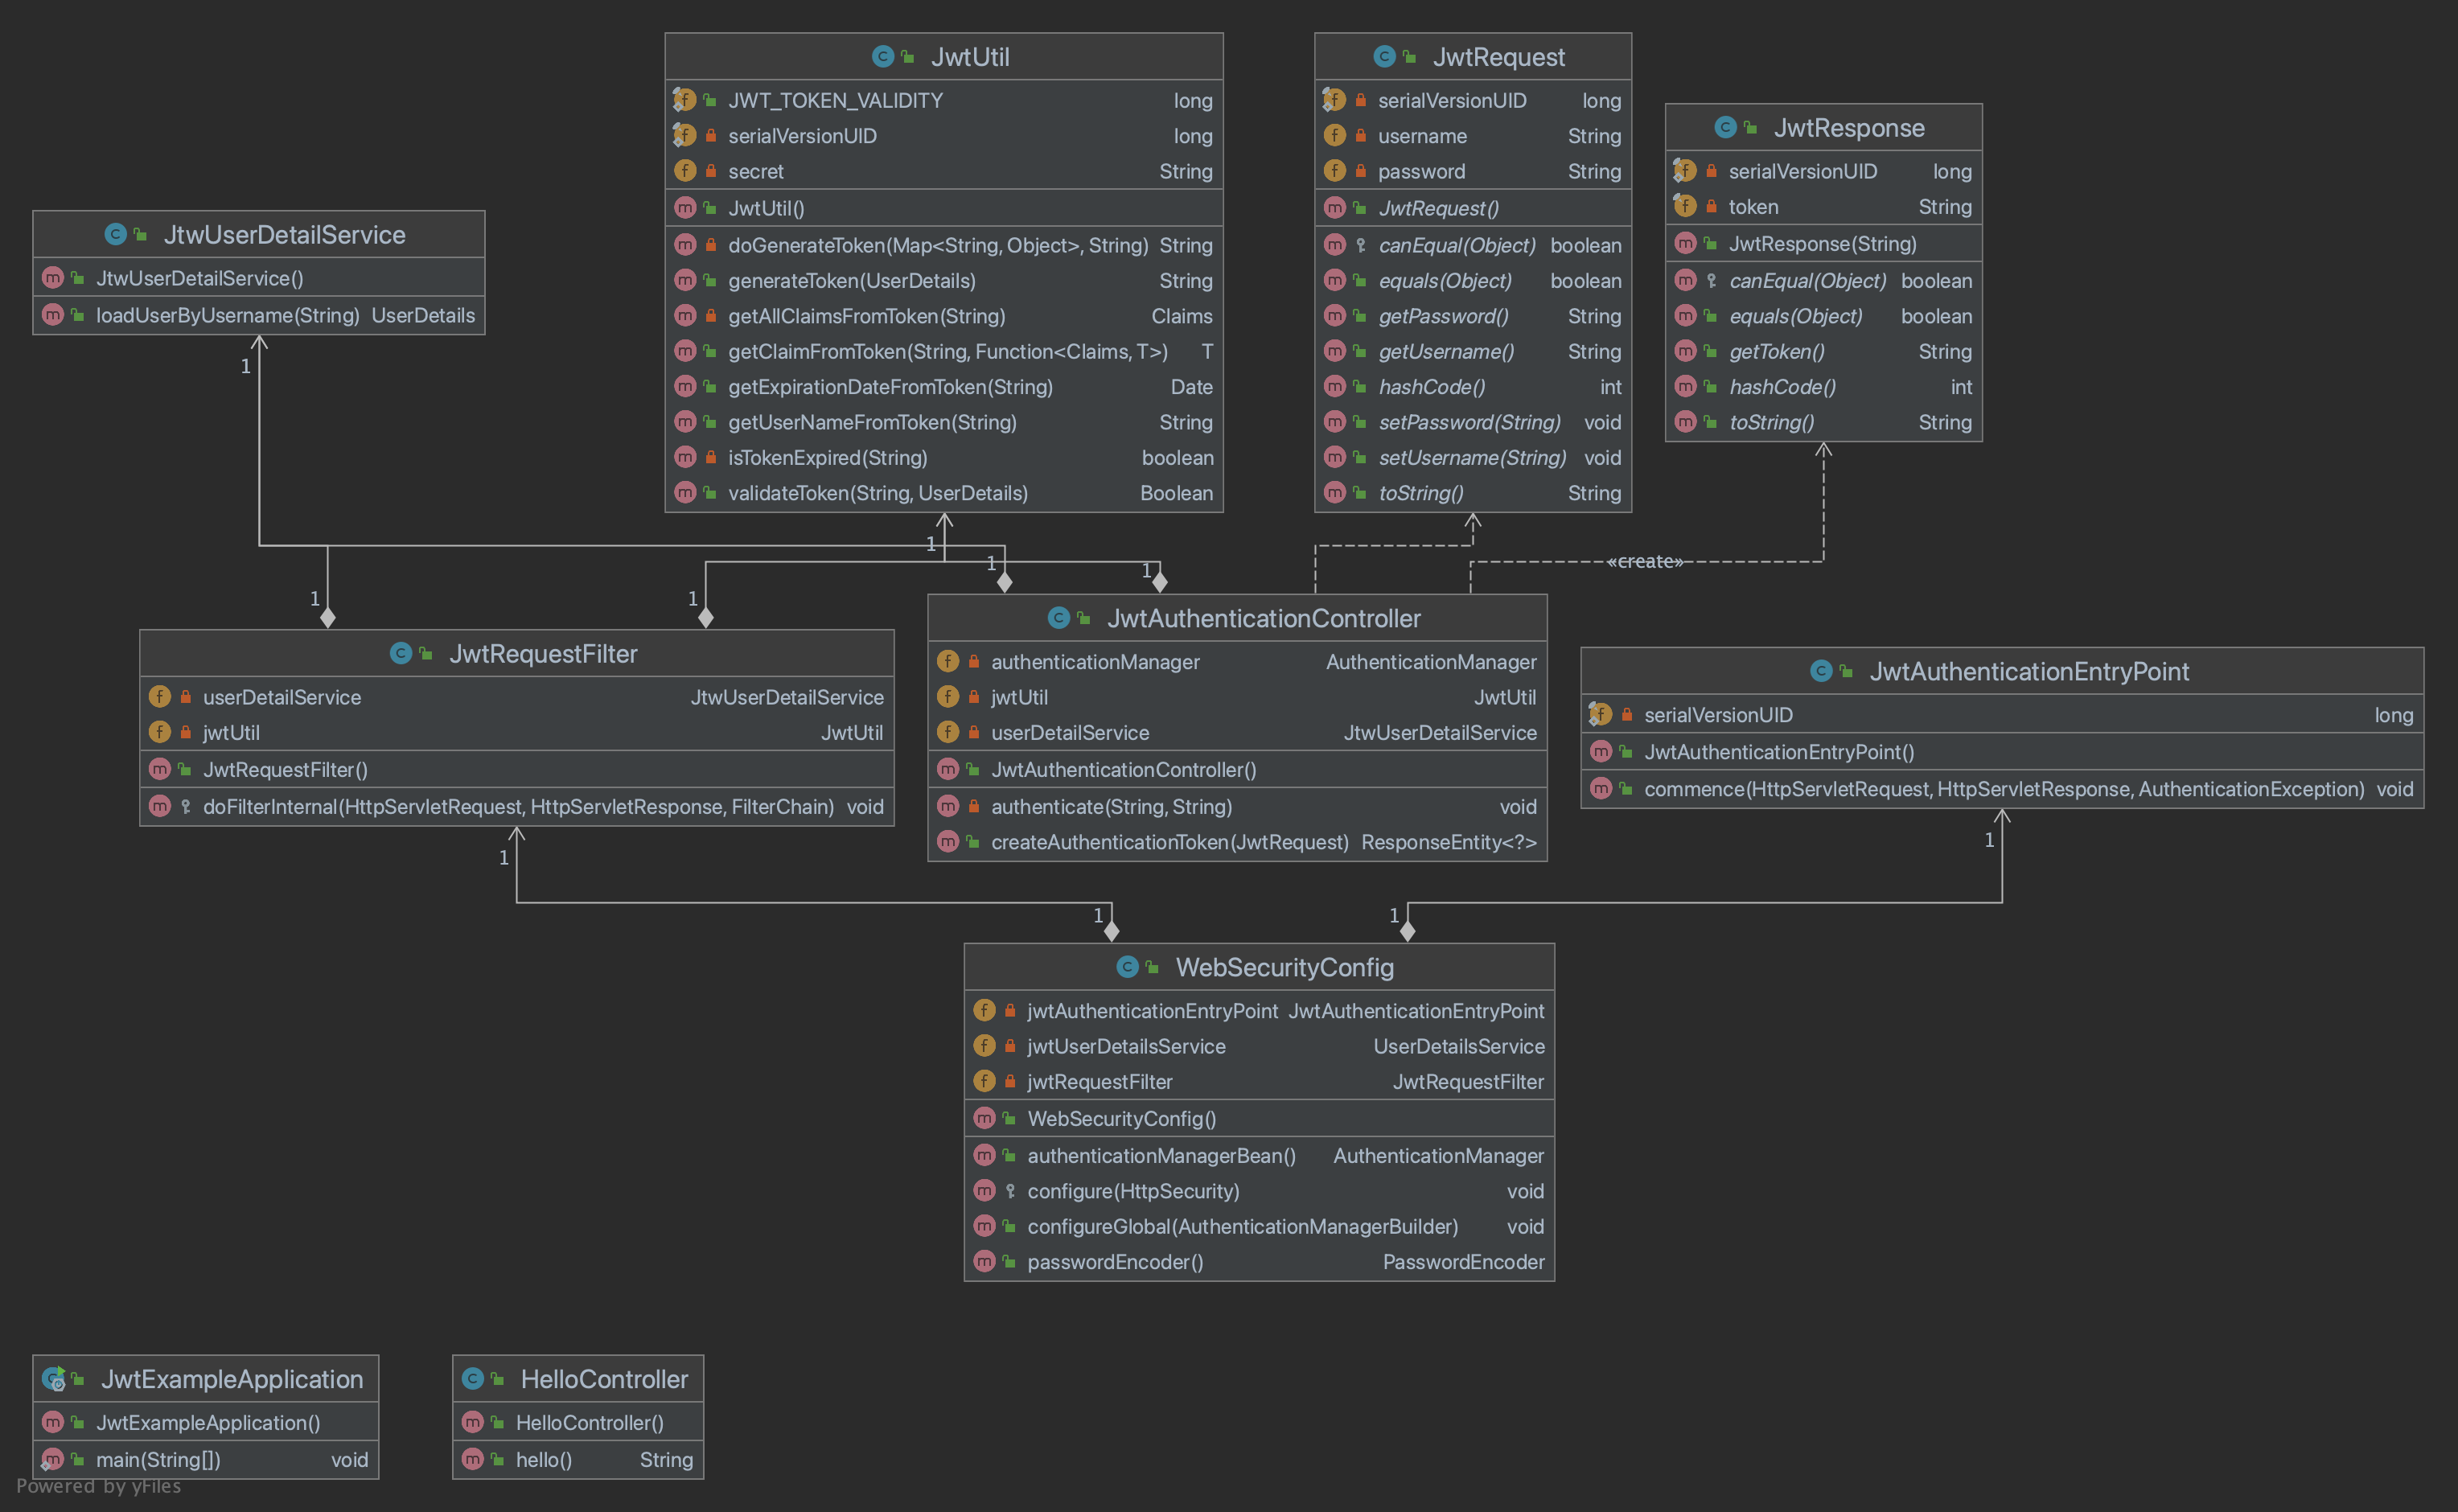 JwtUtil
JWT_TOKEN_VALIDITY long
serialVersionUID long
secret String
JwtUtil()
doGenerateToken(Map<String, Object>, String) String
generateToken(UserDetails) String
getAllClaimsFromToken(String) Claims
getClaimFromToken(String, Function<Claims, T>) T
getExpirationDateFromToken(String) Date
getUserNameFromToken(String) String
isTokenExpired(String) boolean
validateToken(String, UserDetails) Boolean
JwtRequest
serialVersionUID long
username String
password String
JwtRequest()
canEqual(Object) boolean
equals(Object) boolean
getPassword() String
getUsername() String
hashCode() int
setPassword(String) void
setUsername(String) void
toString() String
JwtResponse
serialVersionUID long
token String
JwtResponse(String)
canEqual(Object) boolean
equals(Object) boolean
getToken() String
hashCode() int
toString() String
JtwUserDetailService
JtwUserDetailService()
loadUserByUsername(String) UserDetails
1
1
1
1
«create»
1
1
JwtRequestFilter
userDetailService JtwUserDetailService
jwtUtil JwtUtil
JwtRequestFilter()
doFilterInternal(HttpServletRequest, HttpServletResponse, FilterChain) void
JwtAuthenticationController
authenticationManager AuthenticationManager
jwtUtil JwtUtil
userDetailService JtwUserDetailService
JwtAuthenticationController()
authenticate(String, String) void
createAuthenticationToken(JwtRequest) ResponseEntity<?>
JwtAuthenticationEntryPoint
serialVersionUID long
JwtAuthenticationEntryPoint()
commence(HttpServletRequest, HttpServletResponse, AuthenticationException) void
1
1
1
1
WebSecurityConfig
jwtAuthenticationEntryPoint JwtAuthenticationEntryPoint
jwtUserDetailsService UserDetailsService
jwtRequestFilter JwtRequestFilter
WebSecurityConfig()
authenticationManagerBean() AuthenticationManager
configure(HttpSecurity) void
configureGlobal(AuthenticationManagerBuilder) void
passwordEncoder() PasswordEncoder
JwtExampleApplication
JwtExampleApplication()
main(String[]) void
HelloController
HelloController()
hello() String
Powered by yFiles